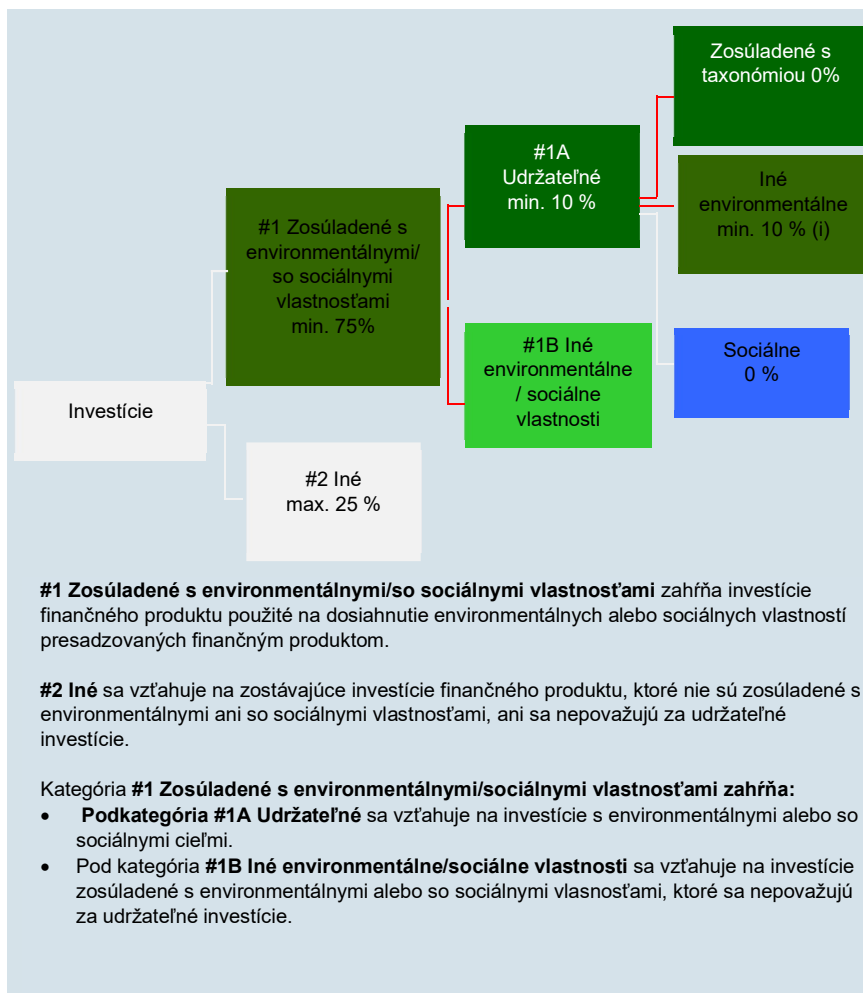 Zosúladené s
taxonómiou 0%
#1A
Udržateľné
min. 10 %
Iné
environmentálne
min. 10 % (i)
#1 Zosúladené s
environmentálnymi/
so sociálnymi
vlastnosťami
min. 75%
#1B Iné
environmentálne
/ sociálne
vlastnosti
Sociálne
0 %
Investície
#2 Iné
max. 25 %
#1 Zosúladené s environmentálnymi/so sociálnymi vlastnosťami zahŕňa investície
finančného produktu použité na dosiahnutie environmentálnych alebo sociálnych vlastností
presadzovaných finančným produktom.
#2 Iné sa vzťahuje na zostávajúce investície finančného produktu, ktoré nie sú zosúladené s
environmentálnymi ani so sociálnymi vlastnosťami, ani sa nepovažujú za udržateľné
investície.
Kategória #1 Zosúladené s environmentálnymi/sociálnymi vlastnosťami zahŕňa:
• Podkategória #1A Udržateľné sa vzťahuje na investície s environmentálnymi alebo so
sociálnymi cieľmi.
• Pod kategória #1B Iné environmentálne/sociálne vlastnosti sa vzťahuje na investície
zosúladené s environmentálnymi alebo so sociálnymi vlasnosťami, ktoré sa nepovažujú
za udržateľné investície.